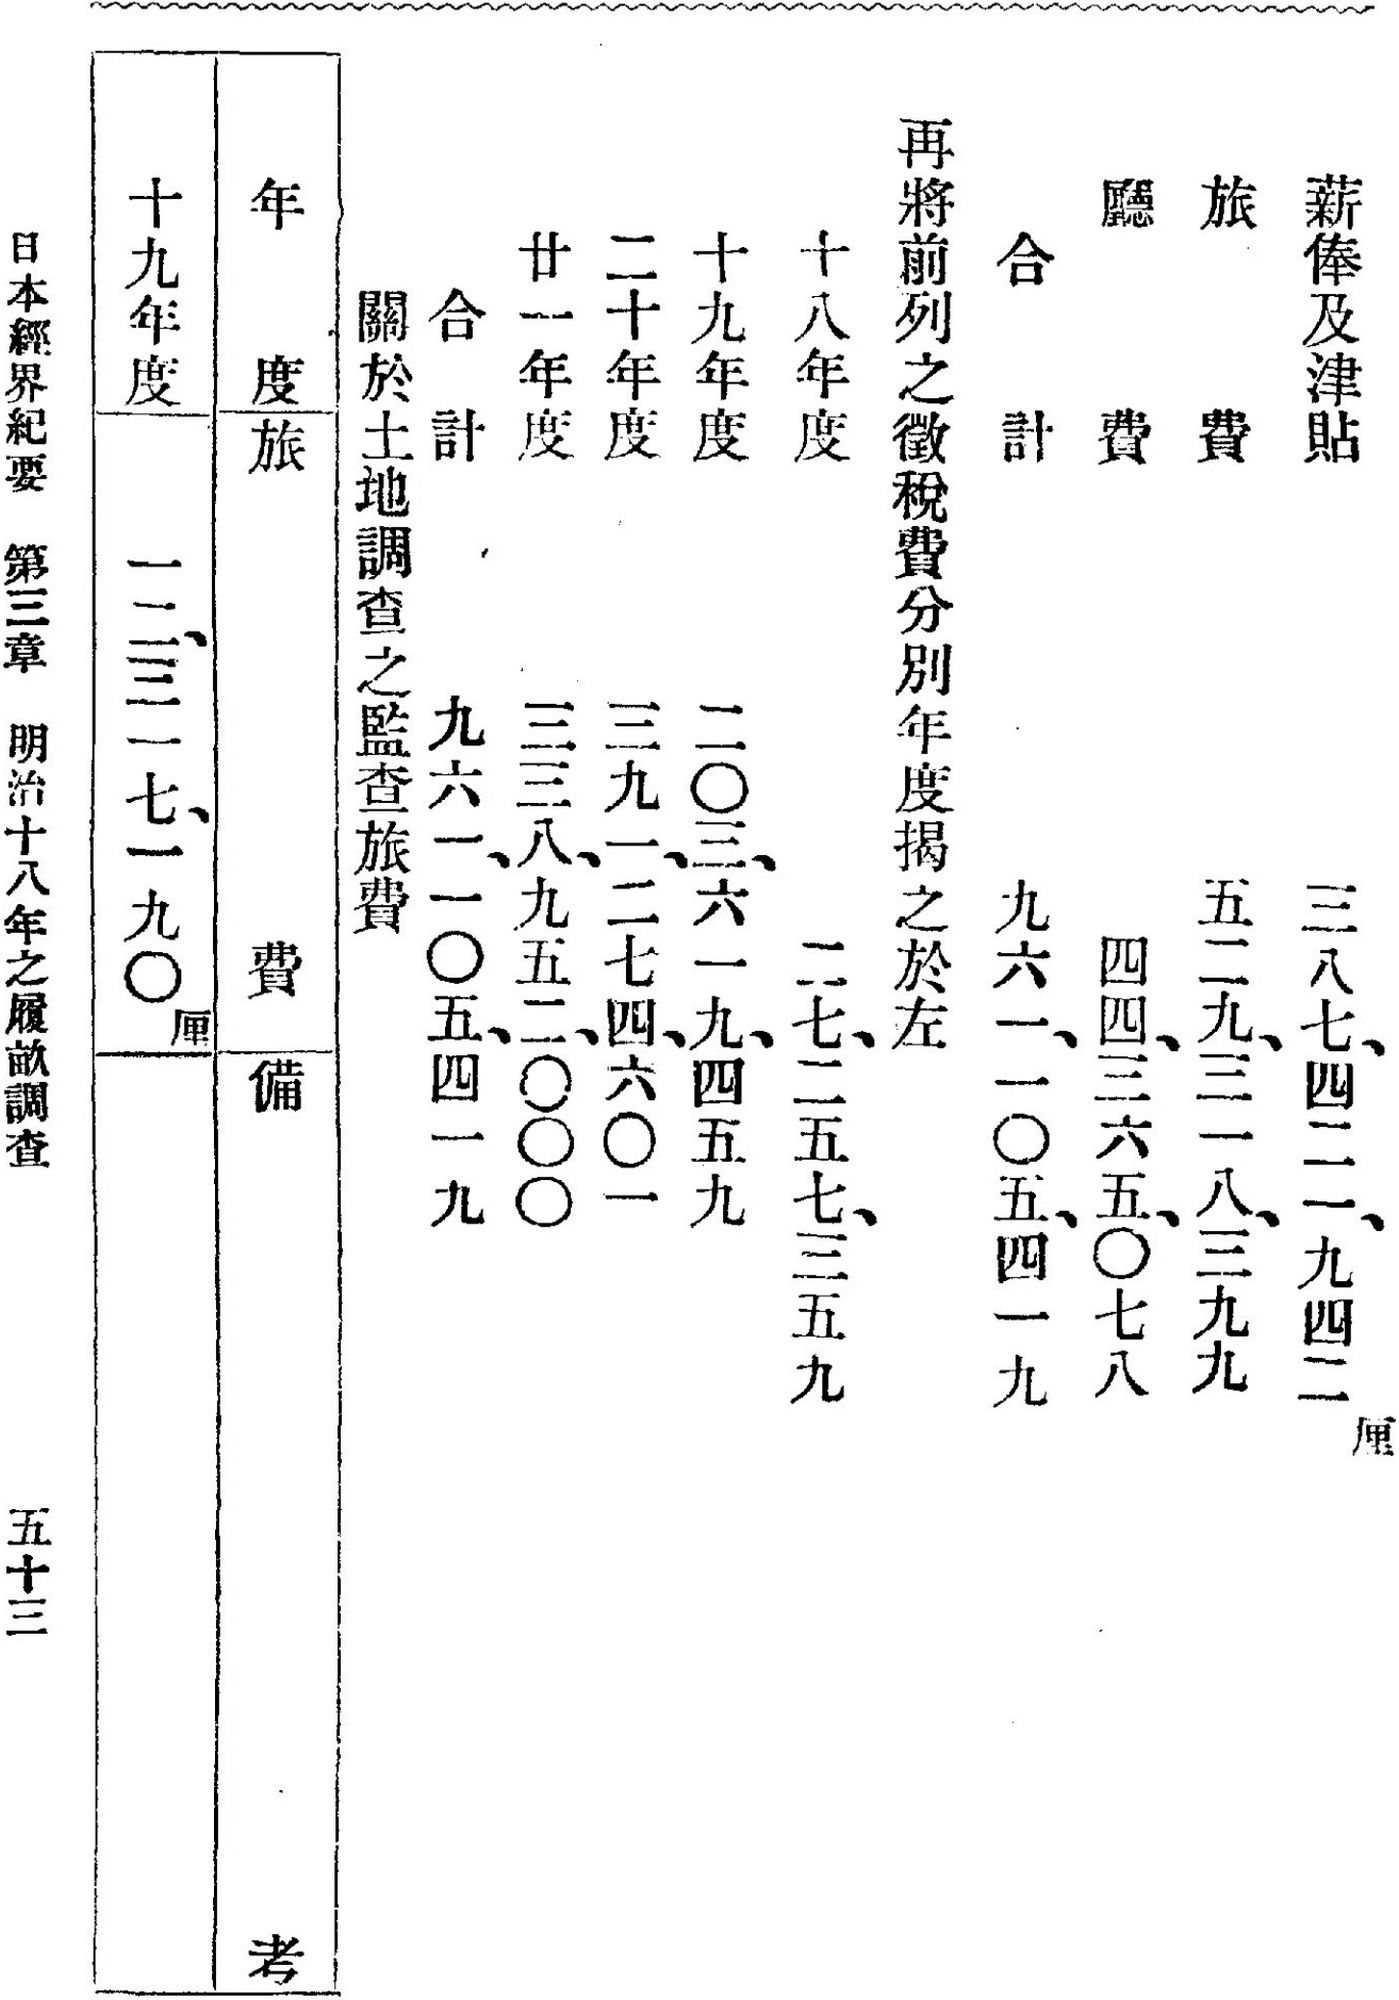 薪俸及津貼　三八七、四二一、九四二厘
旅費　五二九、三一八、三九九
廳費　四四、三六五、〇七八
合計　九六一、一〇五、四一九
再將前列之徵稅費分別年度揭之於左
十八年度　二七、二五七、三五九
十九年度　二〇三、六一九、四五九
二十年度　三九一、二七四、六〇一
廿一年度　三三八、九五二、〇〇〇
合計　九六一、一〇五、四一九
關於土地調查之監查旅費
年度　旅費　備考
十九年度　一二、三一七、一九〇厘
日本經界紀要　第三章　明治十八年之履畝調查　五十三